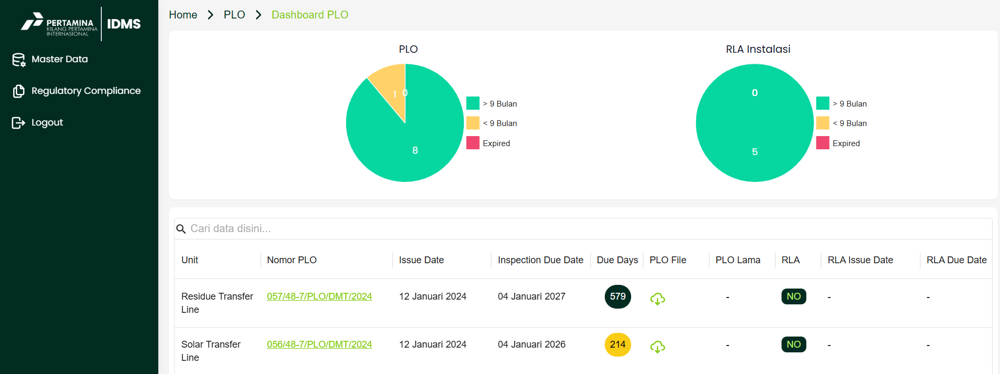 PERTAMINA
KILANG PERTAMINA
INTERNASIONAL
IDMS
Master Data
Regulatory Compliance
Logout
Home PLO Dashboard PLO
PLO
1 0
8
> 9 Bulan
< 9 Bulan
Expired
RLA Instalasi
0
5
> 9 Bulan
< 9 Bulan
Expired
Cari data disini...
Unit Nomor PLO Issue Date Inspection Due Date Due Days PLO File PLO Lama RLA RLA Issue Date RLA Due Date
Residue Transfer 057/48-7/PLO/DMT/2024 12 Januari 2024 04 Januari 2027 579 - NO - -
Line
Solar Transfer 056/48-7/PLO/DMT/2024 12 Januari 2024 04 Januari 2026 214 - NO - -
Line